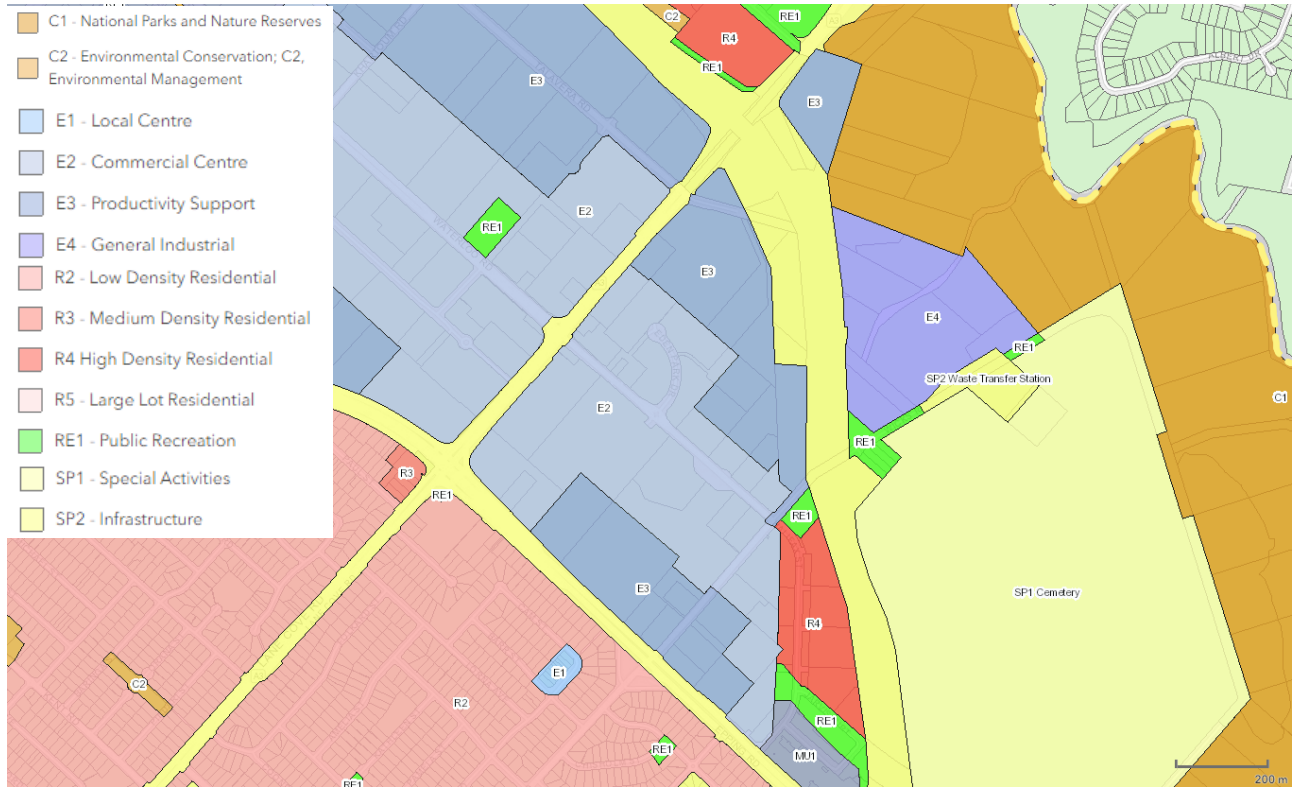 C1 - National Parks and Nature Reserves
C2 - Environmental Conservation; C2,
Environmental Management
E1 - Local Centre
E2 - Commercial Centre
E3 - Productivity Support
E4 - General Industrial
R2 - Low Density Residential
R3 - Medium Density Residential
R4 High Density Residential
R5 - Large Lot Residential
RE1 - Public Recreation
SP1 - Special Activities
SP2 - Infrastructure
C2
RE1
R4
RE1
E3
E3
A3
ALBERT DR
E2
RE1
E3
E4
RE1
SP2 Waste Transfer Station
C1
E2
RE1
R3
RE1
RE1
E3
SP1 Cemetery
R4
E1
C2
R2
RE1
RE1
MU1
RE1
200 m